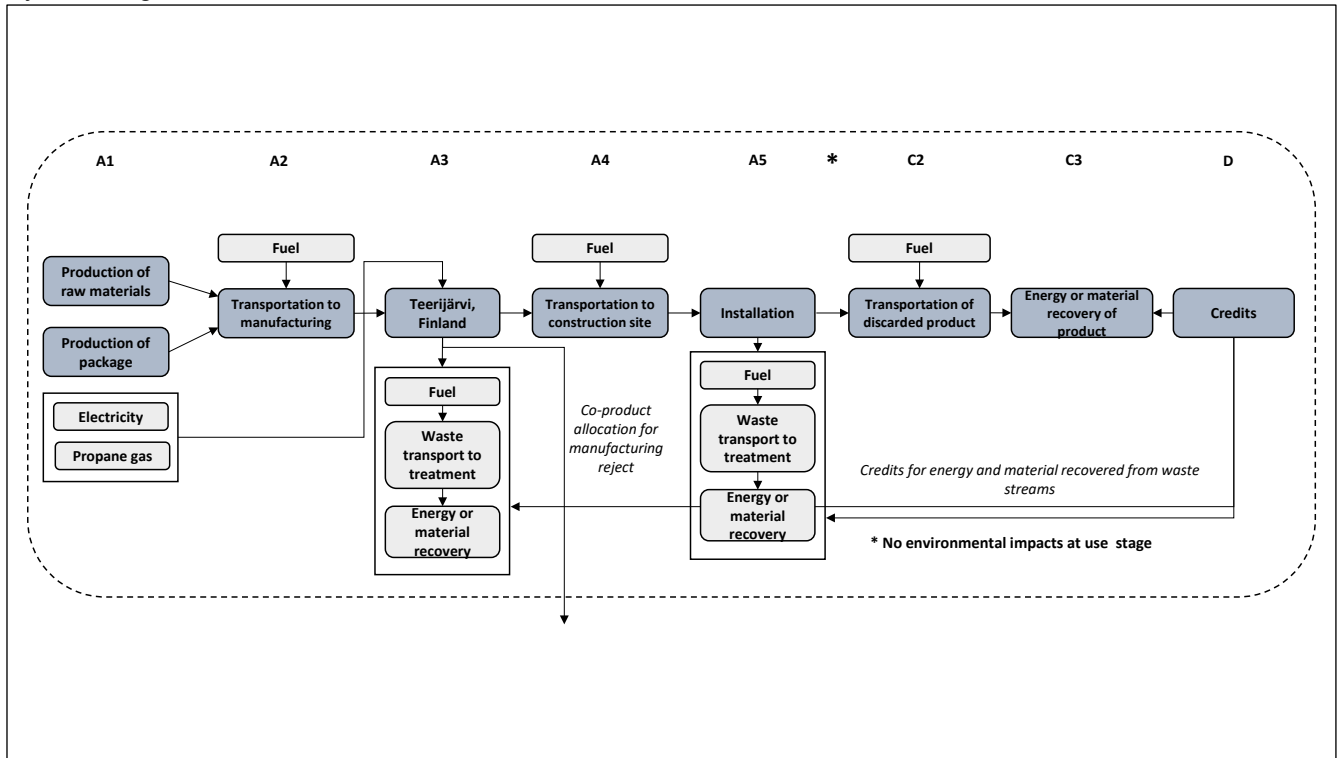 A1
A2
A3
A4
A5
*
C2
C3
D
Fuel
Fuel
Fuel
Production of
raw materials
Transportation to
manufacturing
Teerijärvi,
Finland
Transportation to
construction site
Installation
Transportation of
discarded product
Energy or material
recovery of
product
Credits
Production of
package
Electricity
Propane gas
Fuel
Waste
transport to
treatment
Energy or
material
recovery
Co-product
allocation for
manufacturing
reject
Fuel
Waste
transport to
treatment
Energy or
material
recovery
Credits for energy and material recovered from waste
streams
* No environmental impacts at use stage